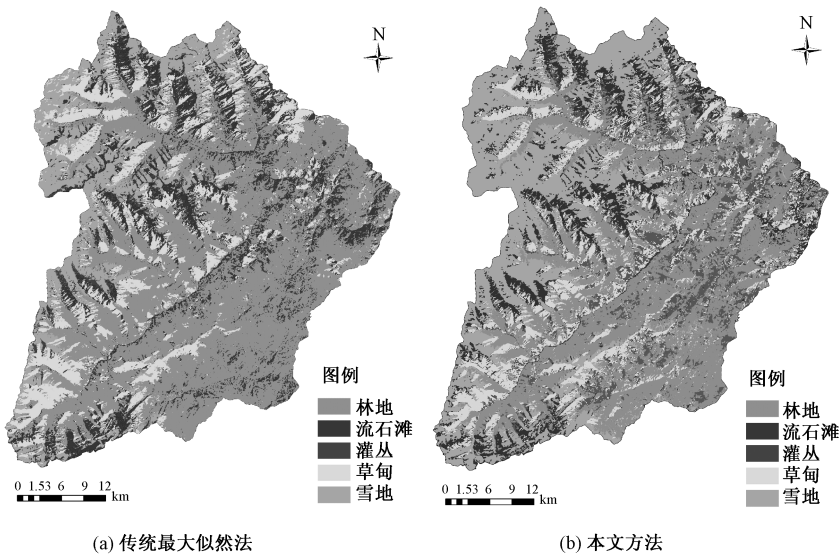 N
图例
林地
流石滩
灌丛
草甸
雪地
0 1.53 6 9 12
km
(a) 传统最大似然法
N
图例
林地
流石滩
灌丛
草甸
雪地
0 1.53 6 9 12
km
(b) 本文方法